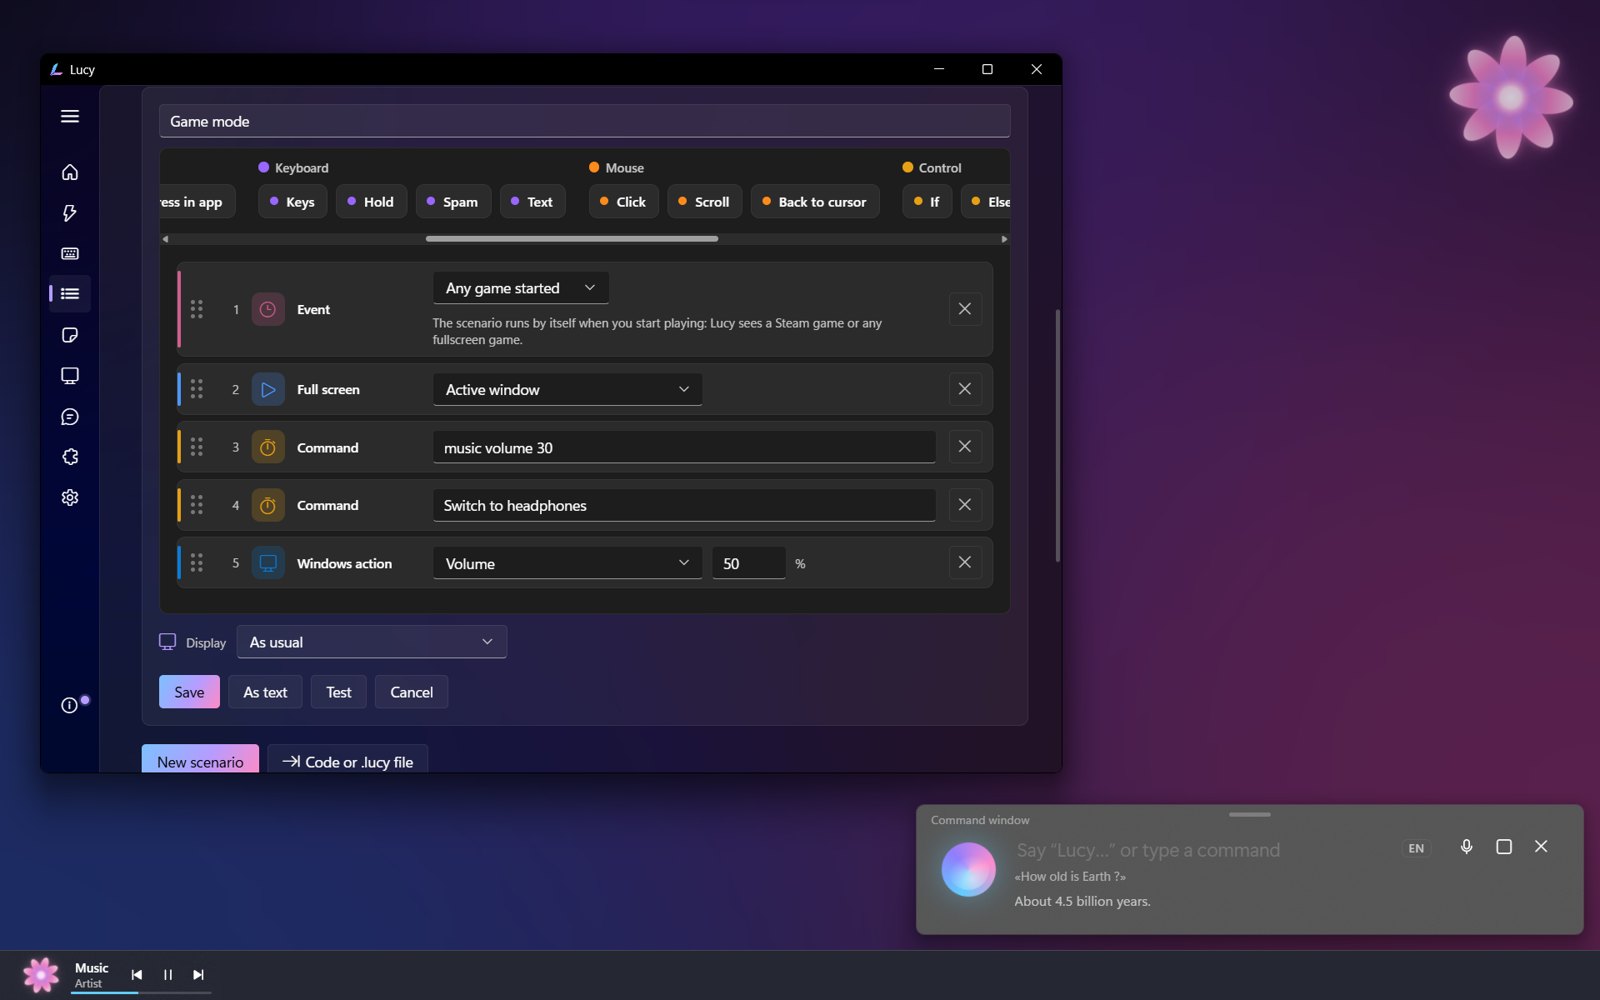 Lucy
Game mode
Keyboard
Mouse
Control
ress in app
Keys
Hold
Spam
Text
Click
Scroll
Back to cursor
If
Else
1
Event
Any game started
The scenario runs by itself when you start playing: Lucy sees a Steam game or any
fullscreen game.
2
Full screen
Active window
3
Command
music volume 30
4
Command
Switch to headphones
5
Windows action
Volume
50
%
Display
As usual
Save
As text
Test
Cancel
New scenario
Code or .lucy file
Command window
Say “Lucy...” or type a command
EN
«How old is Earth ?»
About 4.5 billion years.
Music
Artist